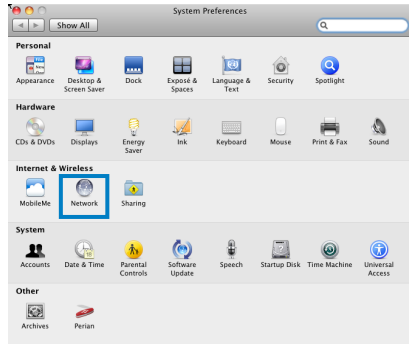 System Preferences
Show All
Personal
Appearance
Desktop &
Screen Saver
Dock
Exposé &
Spaces
Language &
Text
Security
Spotlight
Hardware
CDs & DVDs
Displays
Energy
Saver
Ink
Keyboard
Mouse
Print & Fax
Sound
Internet & Wireless
MobileMe
Network
Sharing
System
Accounts
Date & Time
Parental
Controls
Software
Update
Speech
Startup Disk
Time Machine
Universal
Access
Other
Archives
Perian